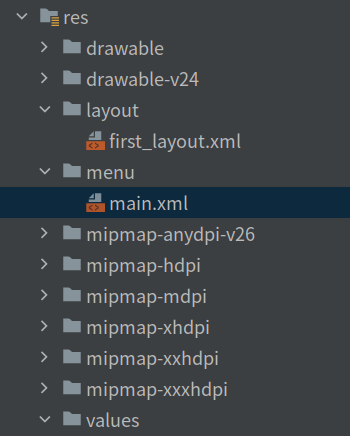 res
drawable
drawable-v24
layout
first_layout.xml
menu
main.xml
mipmap-anydpi-v26
mipmap-hdpi
mipmap-mdpi
mipmap-xhdpi
mipmap-xxhdpi
mipmap-xxxhdpi
values